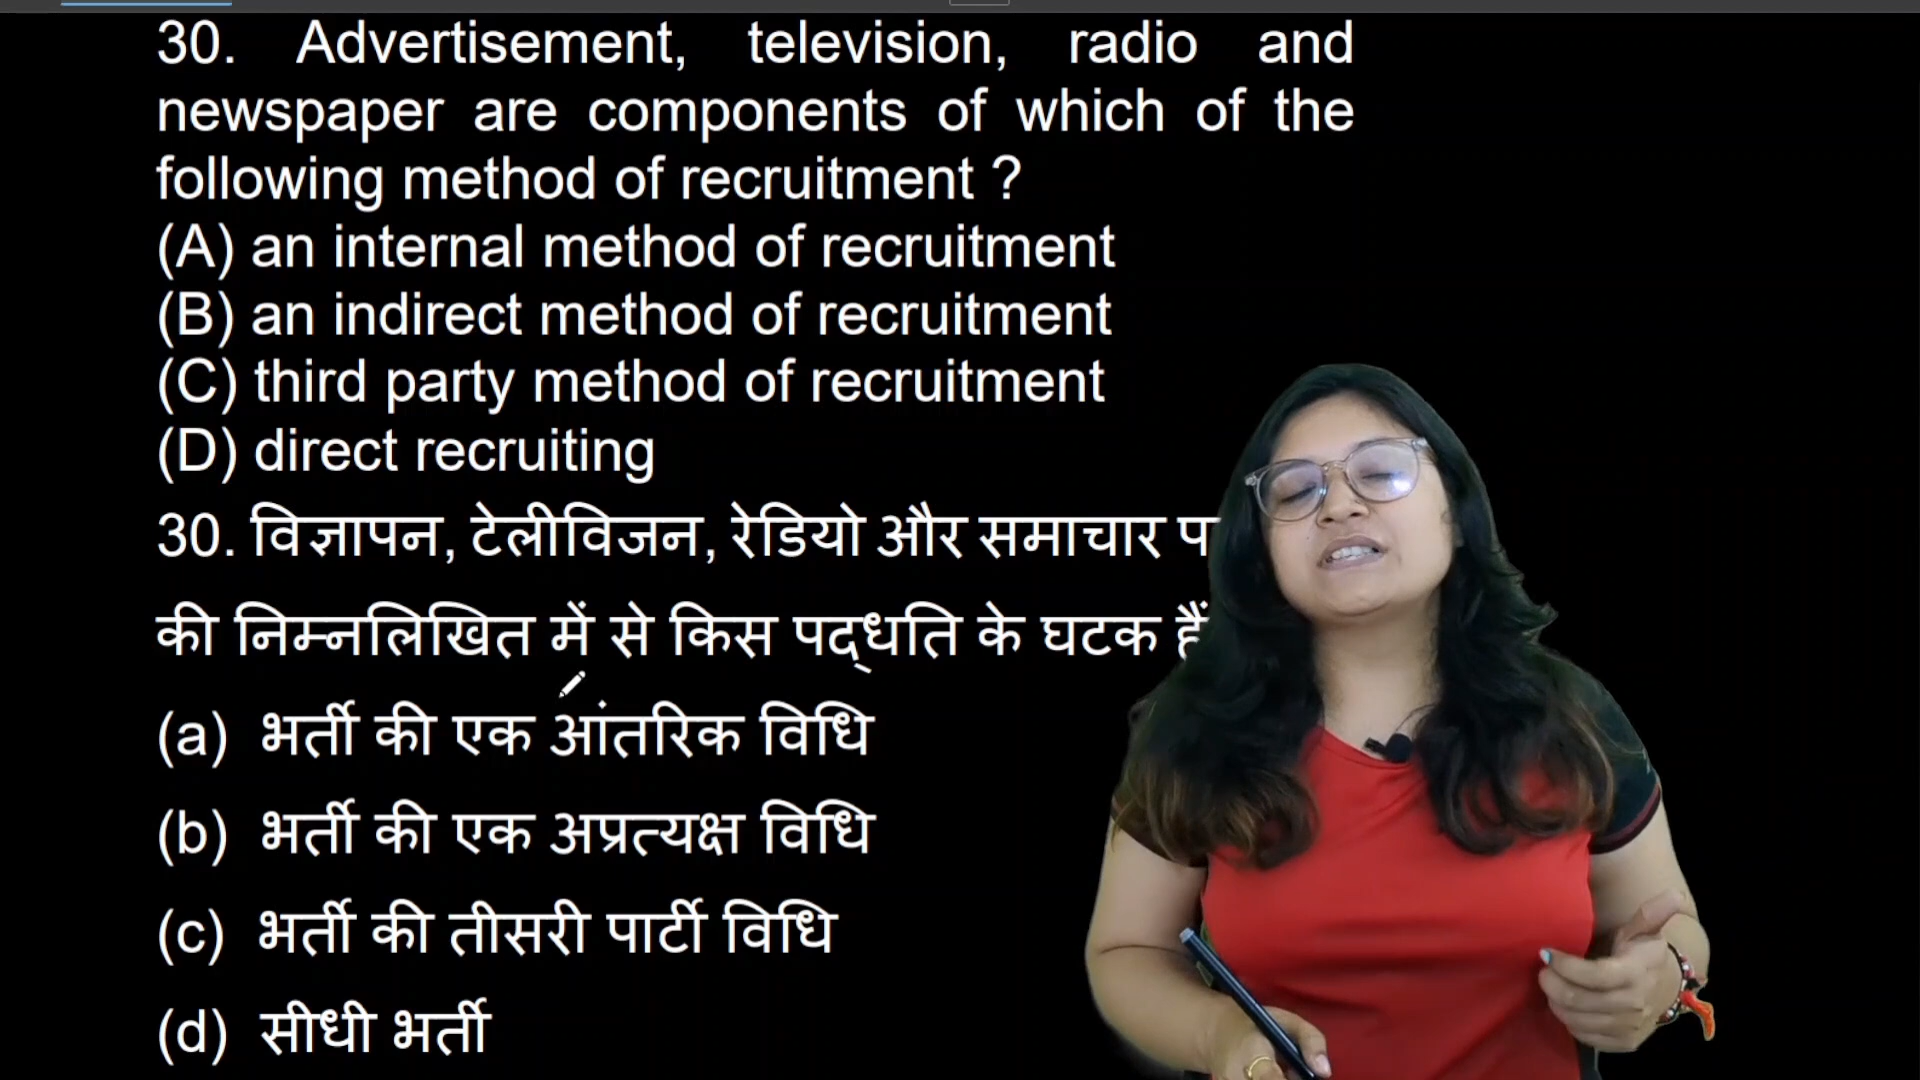 30. Advertisement, television, radio and
newspaper are components of which of the
following method of recruitment ?
(A) an internal method of recruitment
(B) an indirect method of recruitment
(C) third party method of recruitment
(D) direct recruiting
30. विज्ञापन, टेलीविजन, रेडियो और समाचार
की निम्नलिखित में से किस पद्धति के घटक हैं
(a) भर्ती की एक आंतरिक विधि
(b) भर्ती की एक अप्रत्यक्ष विधि
(c) भर्ती की तीसरी पार्टी विधि
(d) सीधी भर्ती